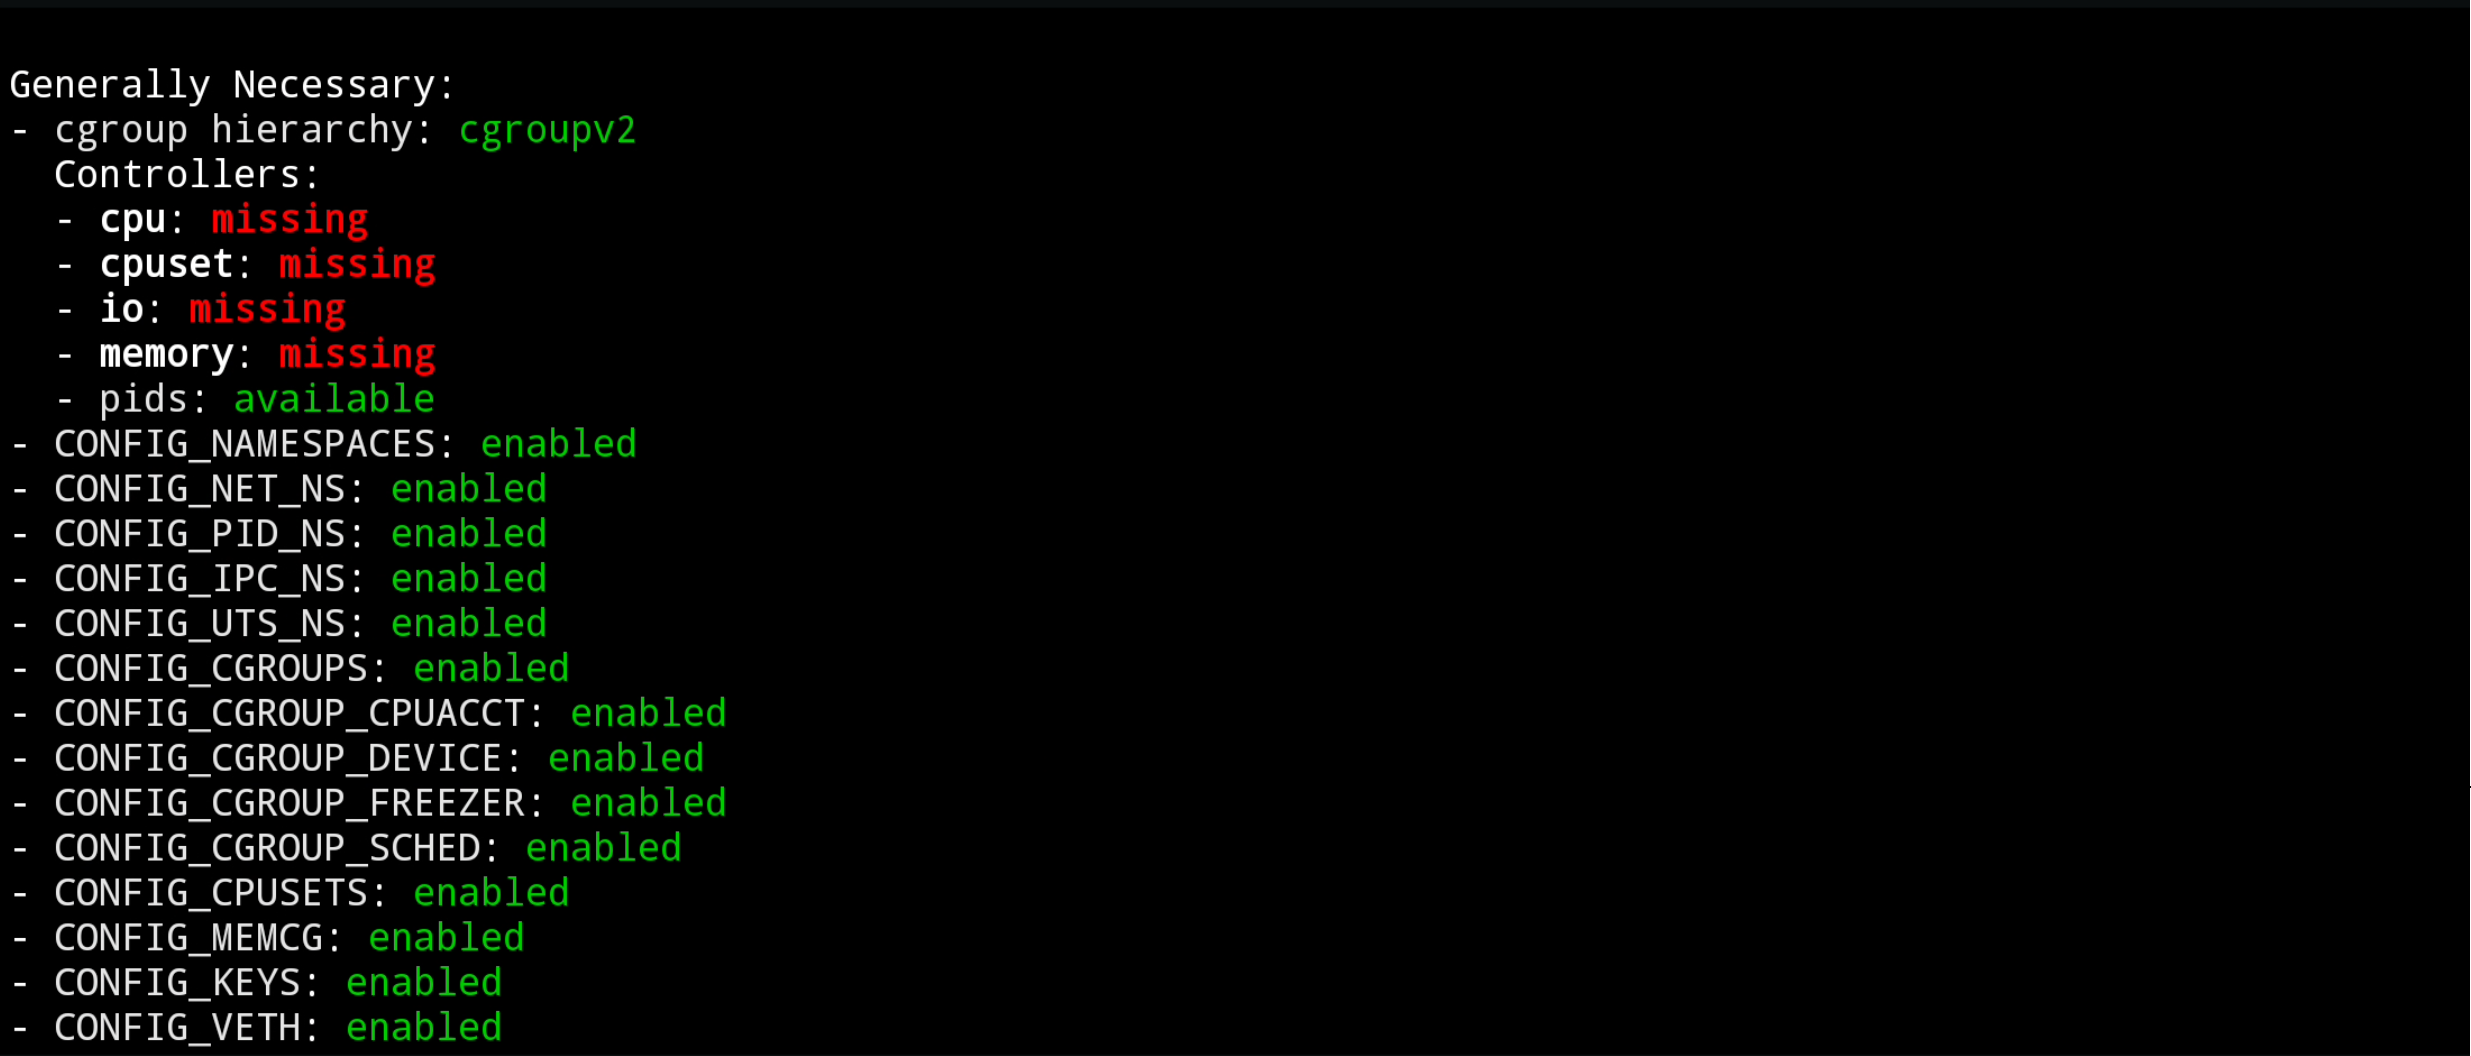 Generally Necessary:
- cgroup hierarchy: cgroupv2
  Controllers:
  - cpu: missing
  - cpuset: missing
  - io: missing
  - memory: missing
  - pids: available
- CONFIG_NAMESPACES: enabled
- CONFIG_NET_NS: enabled
- CONFIG_PID_NS: enabled
- CONFIG_IPC_NS: enabled
- CONFIG_UTS_NS: enabled
- CONFIG_CGROUPS: enabled
- CONFIG_CGROUP_CPUACCT: enabled
- CONFIG_CGROUP_DEVICE: enabled
- CONFIG_CGROUP_FREEZER: enabled
- CONFIG_CGROUP_SCHED: enabled
- CONFIG_CPUSETS: enabled
- CONFIG_MEMCG: enabled
- CONFIG_KEYS: enabled
- CONFIG_VETH: enabled